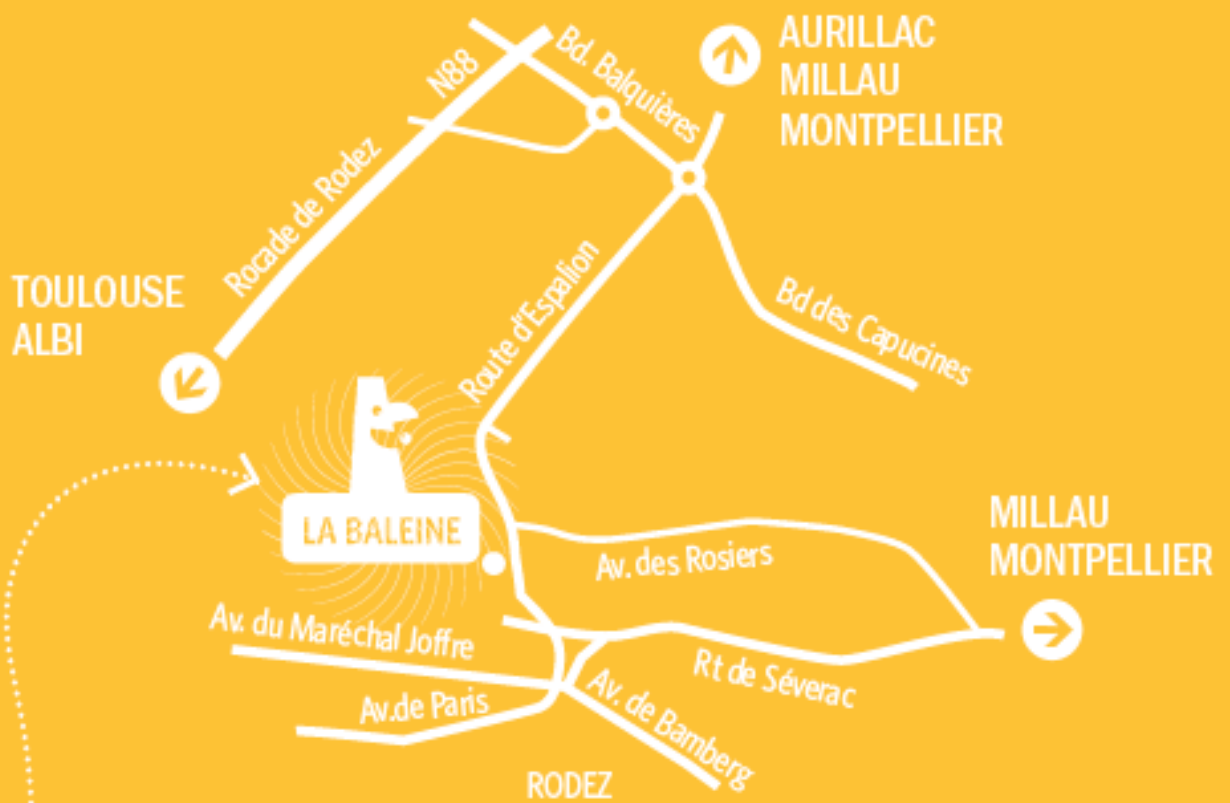 AURILLAC
MILLAU
MONTPELLIER
Bd. Balquières
N88
Rocade de Rodez
TOULOUSE
ALBI
Route d'Espalion
Bd des Capucines
LA BALEINE
MILLAU
MONTPELLIER
Av. des Rosiers
Av. du Maréchal Joffre
Rt de Séverac
Av.de Paris
Av. de Bamberg
RODEZ